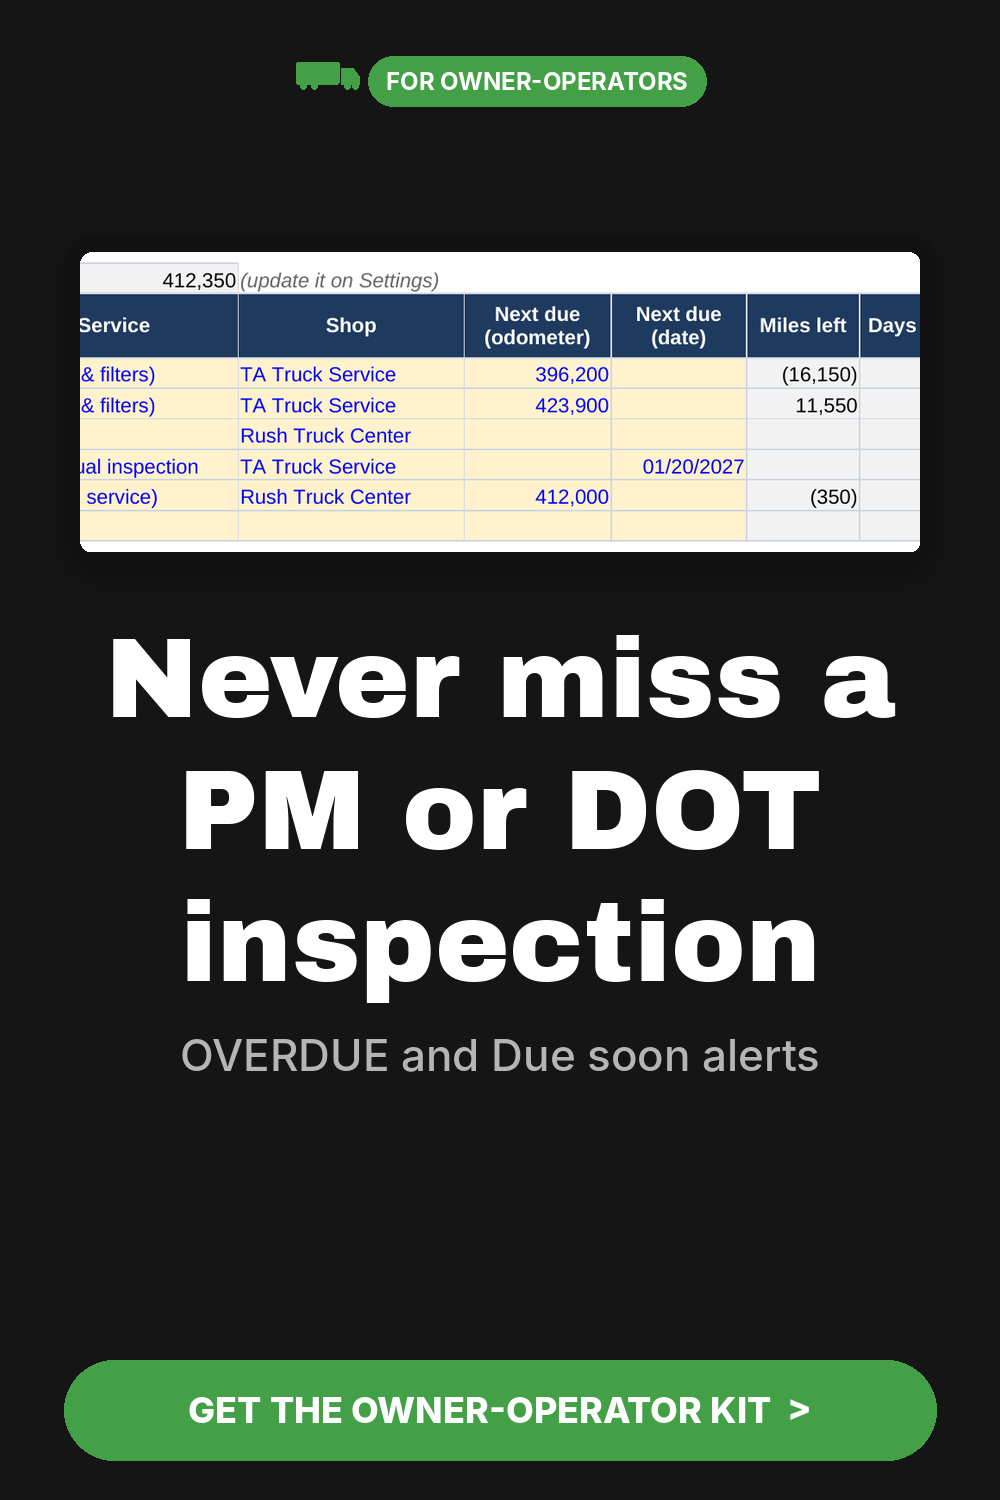 FOR OWNER-OPERATORS
412,350 (update it on Settings)
Service Shop Next due (odometer) Next due (date) Miles left Days
& filters) TA Truck Service 396,200 (16,150)
& filters) TA Truck Service 423,900 11,550
Rush Truck Center
ual inspection TA Truck Service 01/20/2027
service) Rush Truck Center 412,000 (350)
Never miss a
PM or DOT
inspection
OVERDUE and Due soon alerts
GET THE OWNER-OPERATOR KIT >